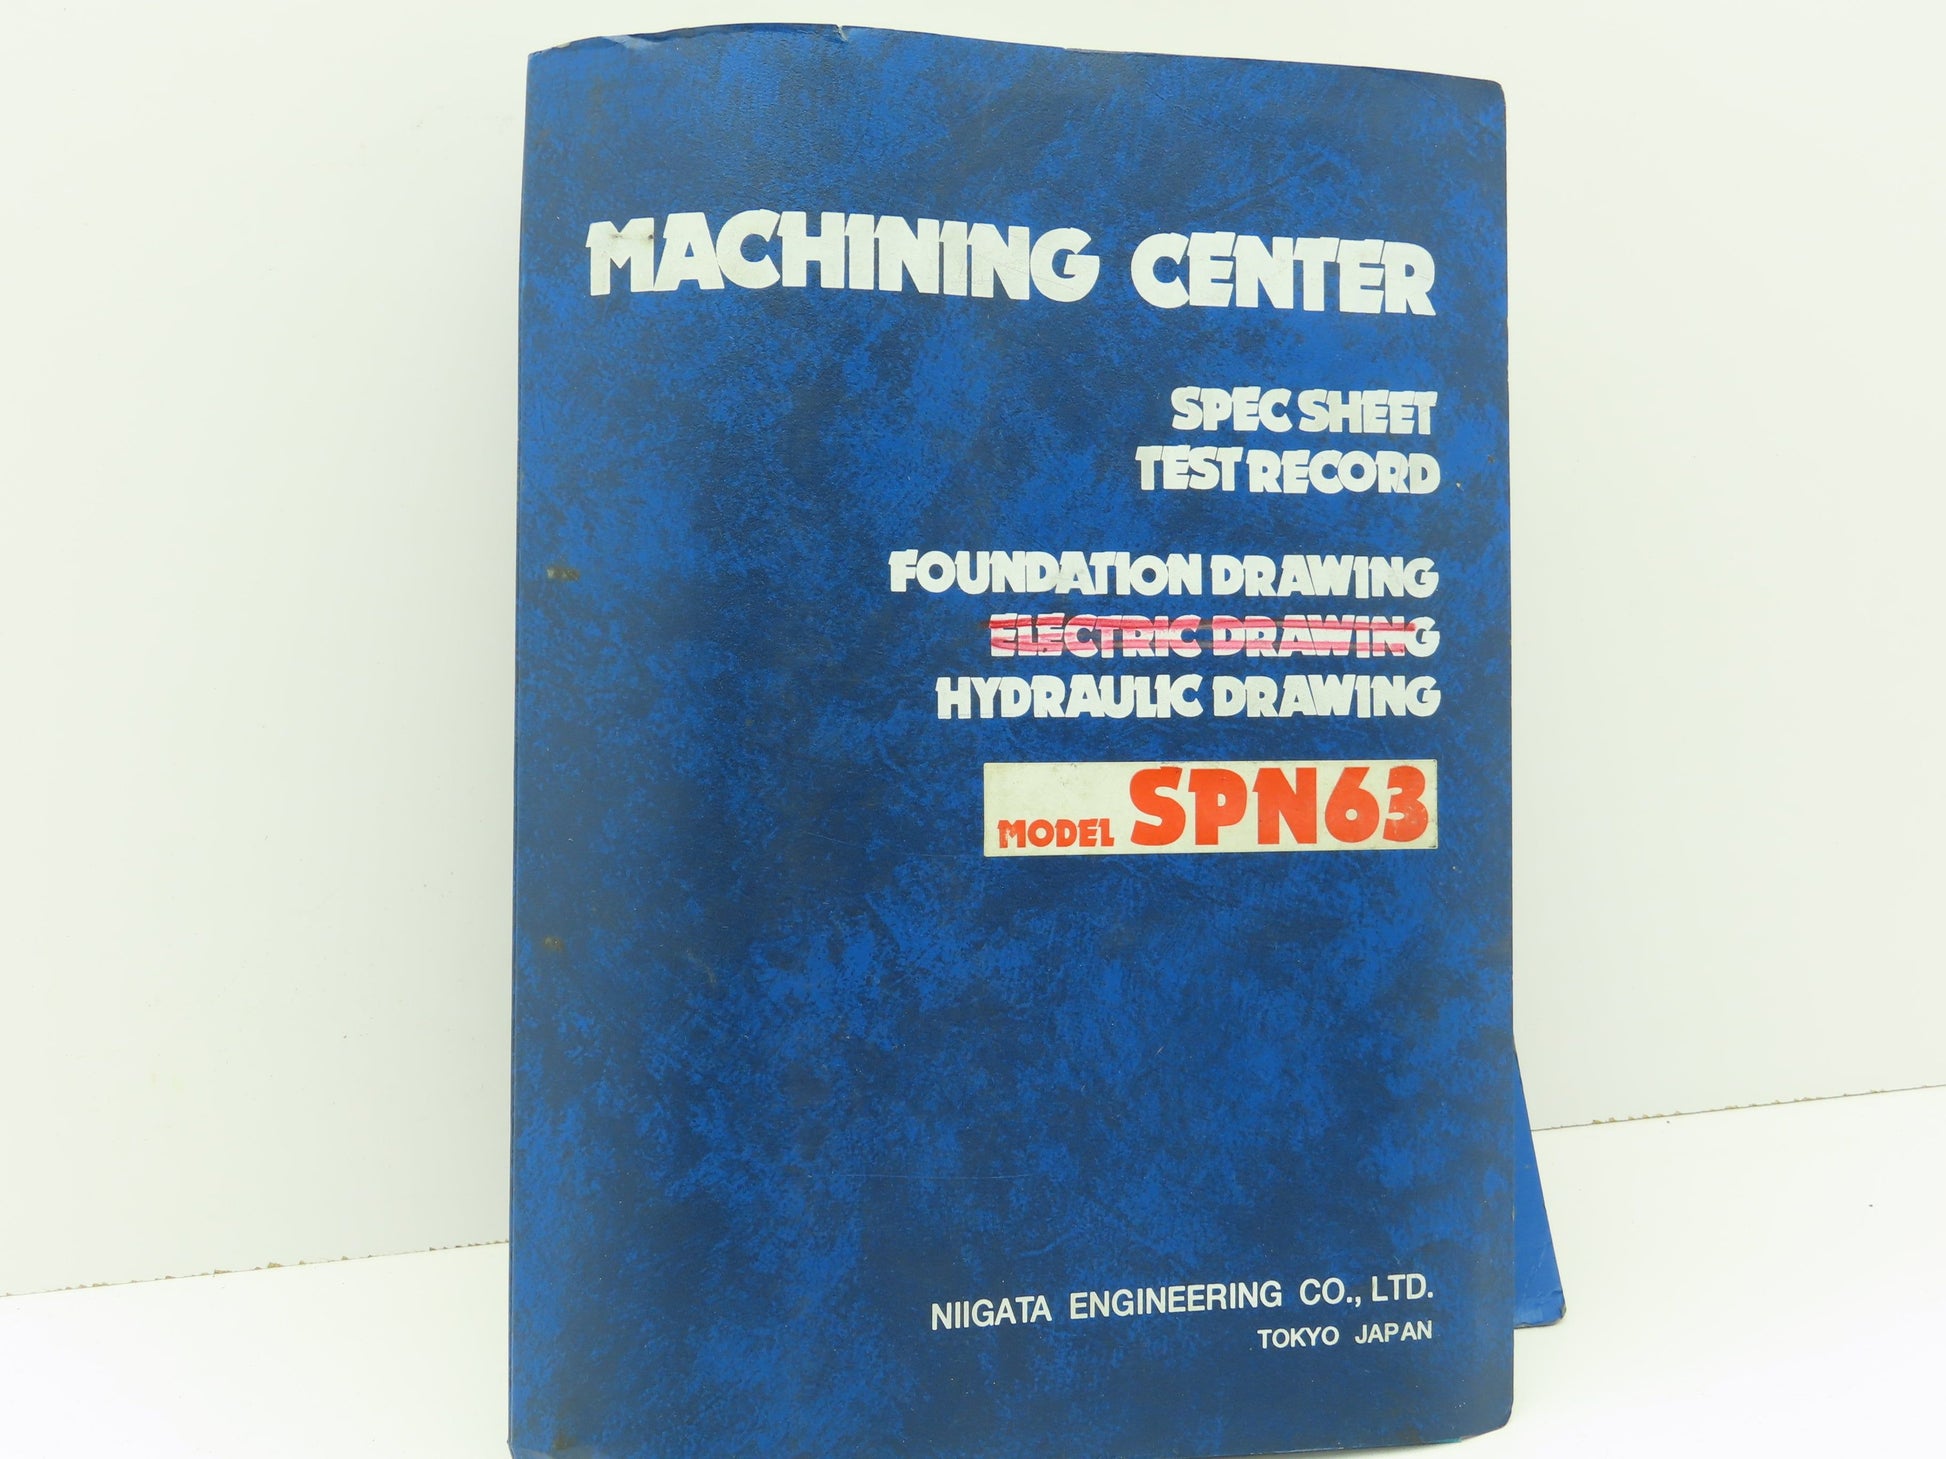 MACHINING CENTER
SPEC SHEET
TEST RECORD
FOUNDATION DRAWING
ELECTRIC DRAWING
HYDRAULIC DRAWING
MODEL SPN63
NIIGATA ENGINEERING CO., LTD.
TOKYO JAPAN